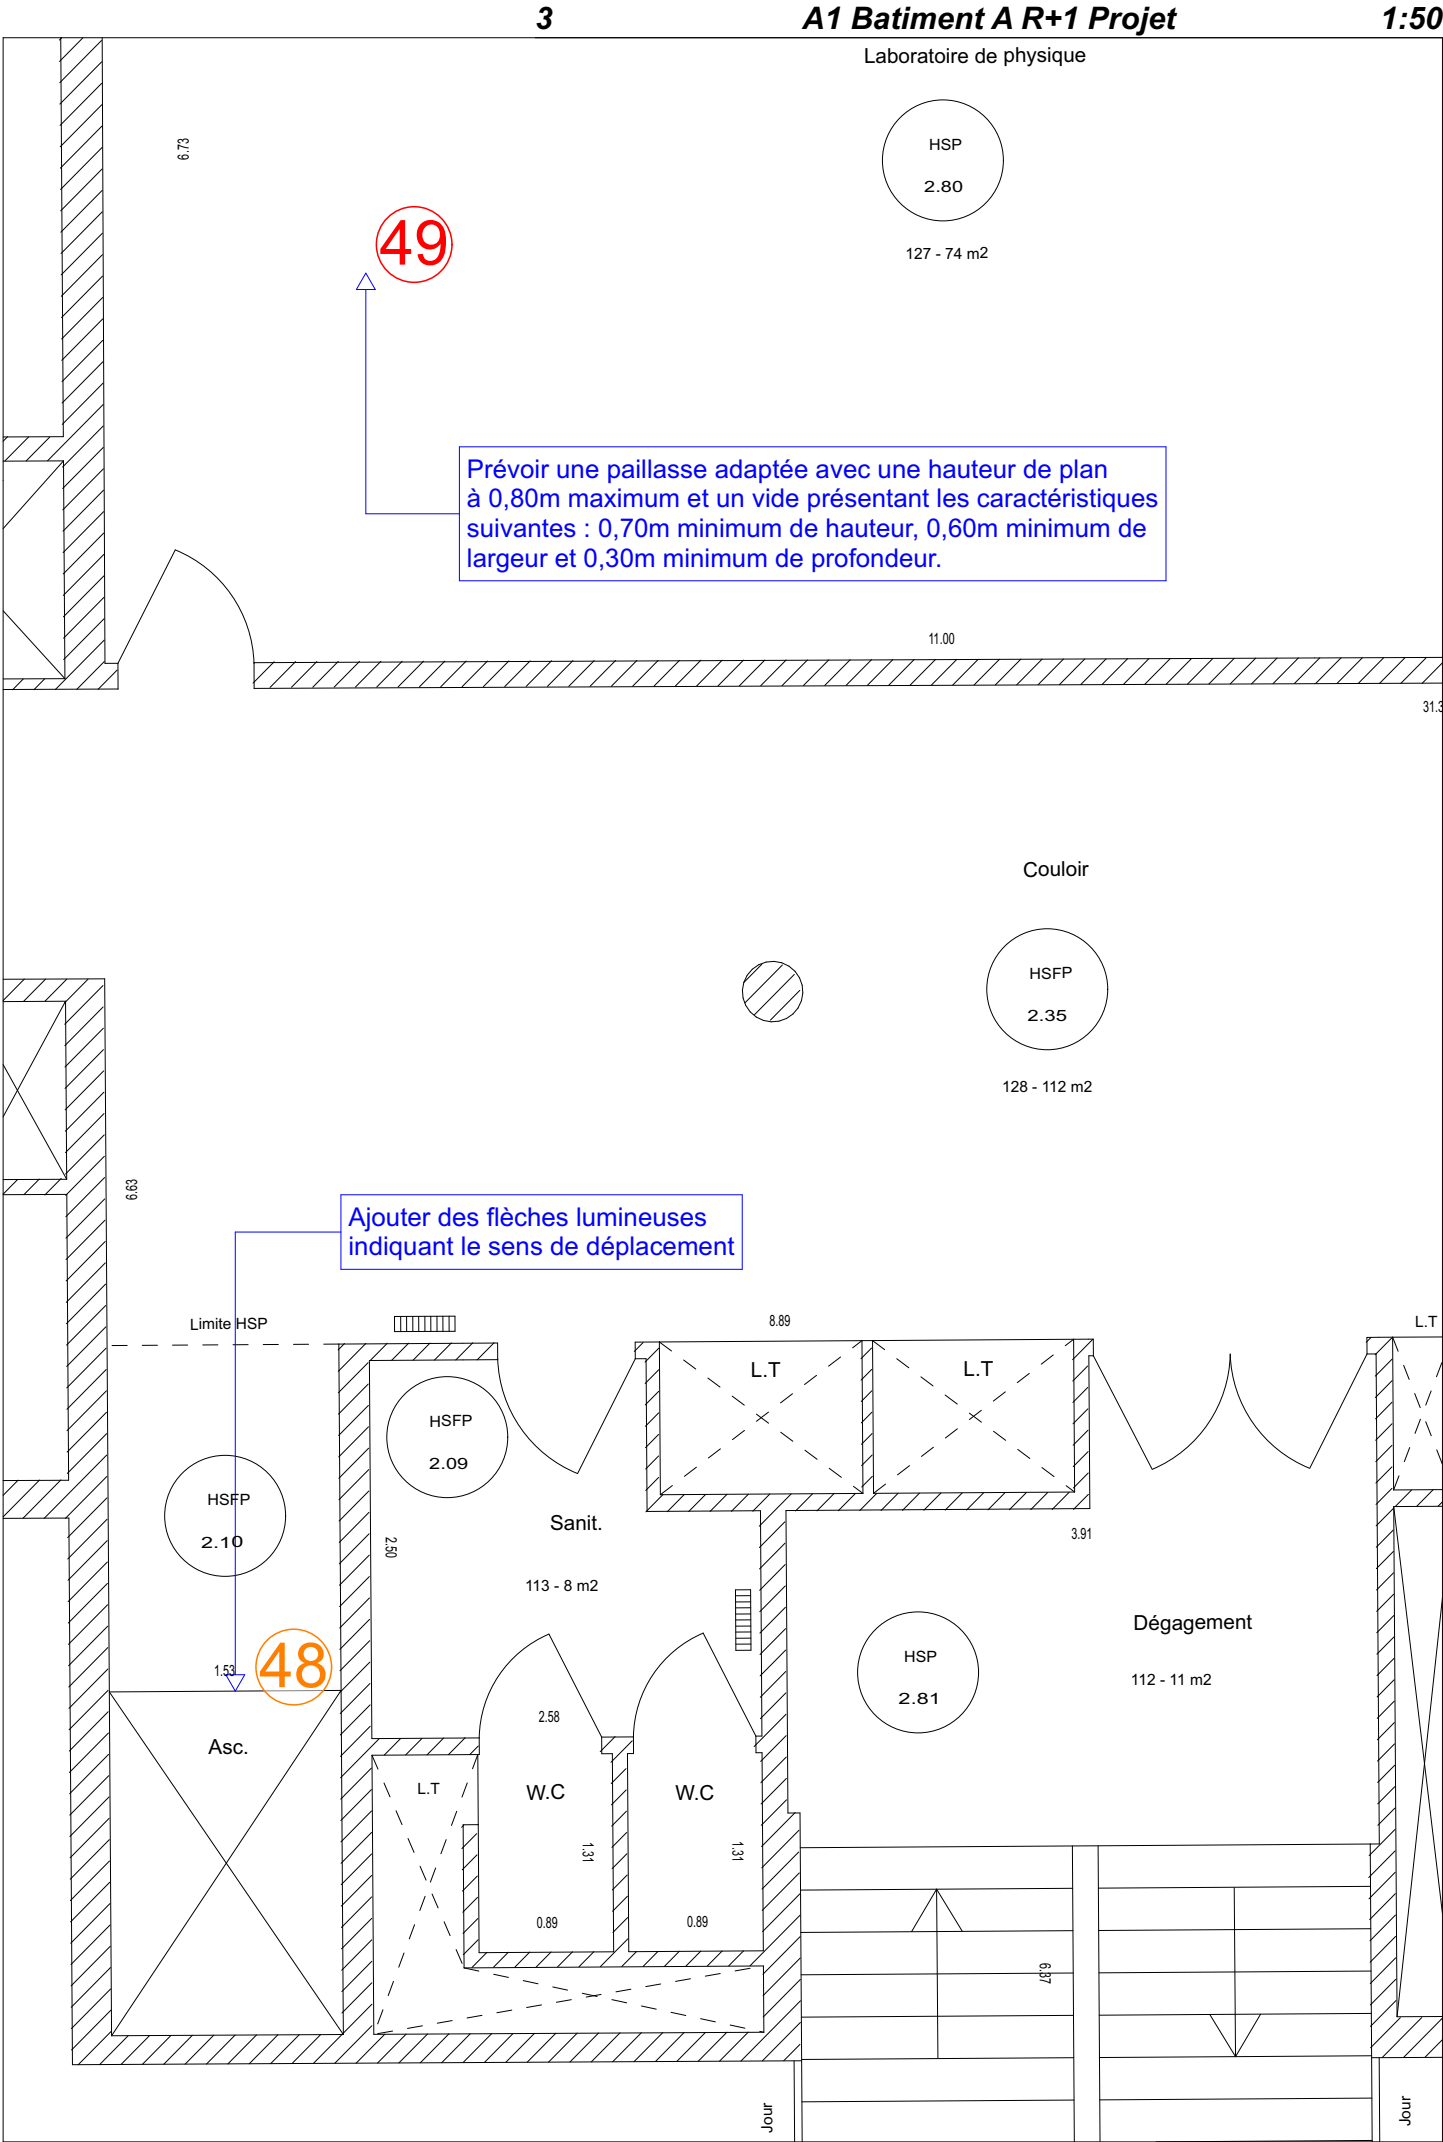 3 A1 Batiment A R+1 Projet 1:50
Laboratoire de physique
6.73
HSP
2.80
49
127 - 74 m2
Prévoir une paillasse adaptée avec une hauteur de plan
à 0,80m maximum et un vide présentant les caractéristiques
suivantes : 0,70m minimum de hauteur, 0,60m minimum de
largeur et 0,30m minimum de profondeur.
11.00
31.3
Couloir
HSFP
2.35
128 - 112 m2
6.63
Ajouter des flèches lumineuses
indiquant le sens de déplacement
Limite HSP
8.89
L.T
L.T
L.T
HSFP
2.09
HSFP
2.10
Sanit.
2.50
3.91
113 - 8 m2
Dégagement
HSP
2.81
112 - 11 m2
1.53
48
2.58
Asc.
L.T
W.C
W.C
1.31
1.31
0.89
0.89
6.37
Jour
Jour